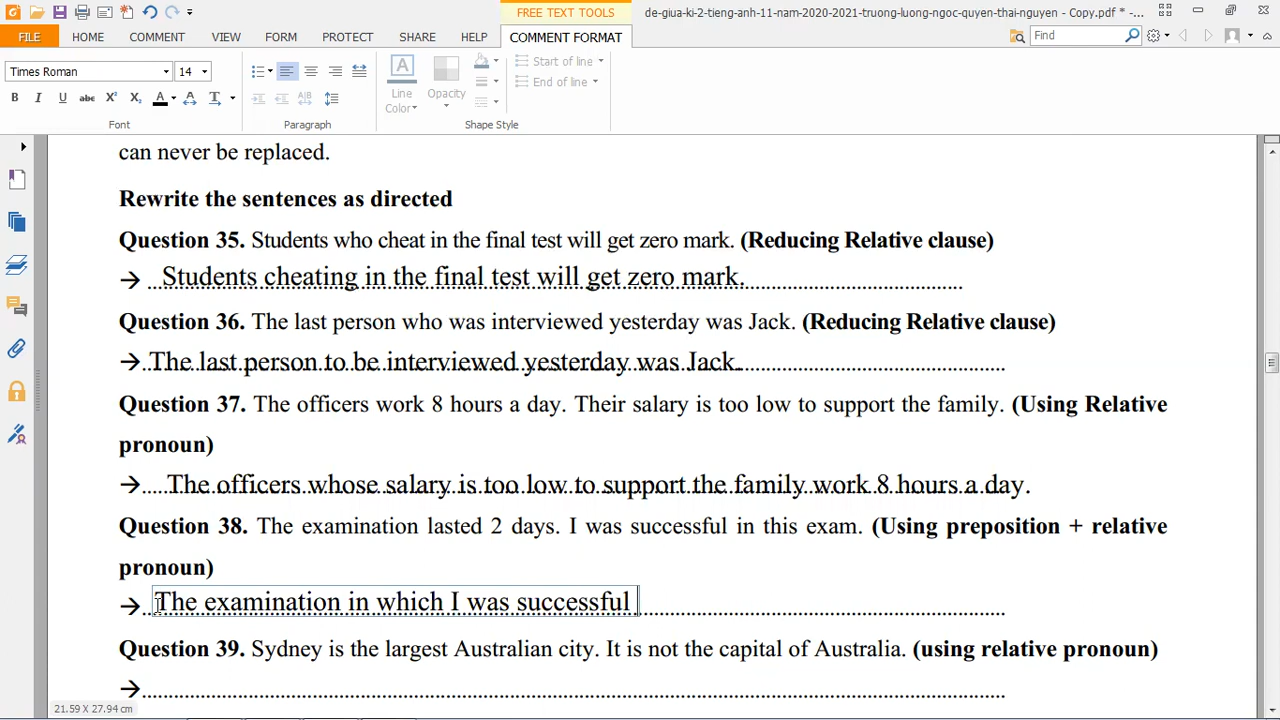 FREE TEXT TOOLS
de-giua-ki-2-tieng-anh-11-nam-2020-2021-truong-luong-ngoc-quyen-thai-nguyen - Copy.pdf * -...
FILE HOME COMMENT VIEW FORM PROTECT SHARE HELP COMMENT FORMAT Find
Times Roman 14
Line Color
Opacity
Start of line
End of line
Font Paragraph Shape Style
can never be replaced.
Rewrite the sentences as directed
Question 35. Students who cheat in the final test will get zero mark. (Reducing Relative clause)
→ Students cheating in the final test will get zero mark.
Question 36. The last person who was interviewed yesterday was Jack. (Reducing Relative clause)
→ The last person to be interviewed yesterday was Jack.
Question 37. The officers work 8 hours a day. Their salary is too low to support the family. (Using Relative
pronoun)
→ The officers whose salary is too low to support the family work 8 hours a day.
Question 38. The examination lasted 2 days. I was successful in this exam. (Using preposition + relative
pronoun)
→ The examination in which I was successful
Question 39. Sydney is the largest Australian city. It is not the capital of Australia. (using relative pronoun)
→
21.59 × 27.94 cm